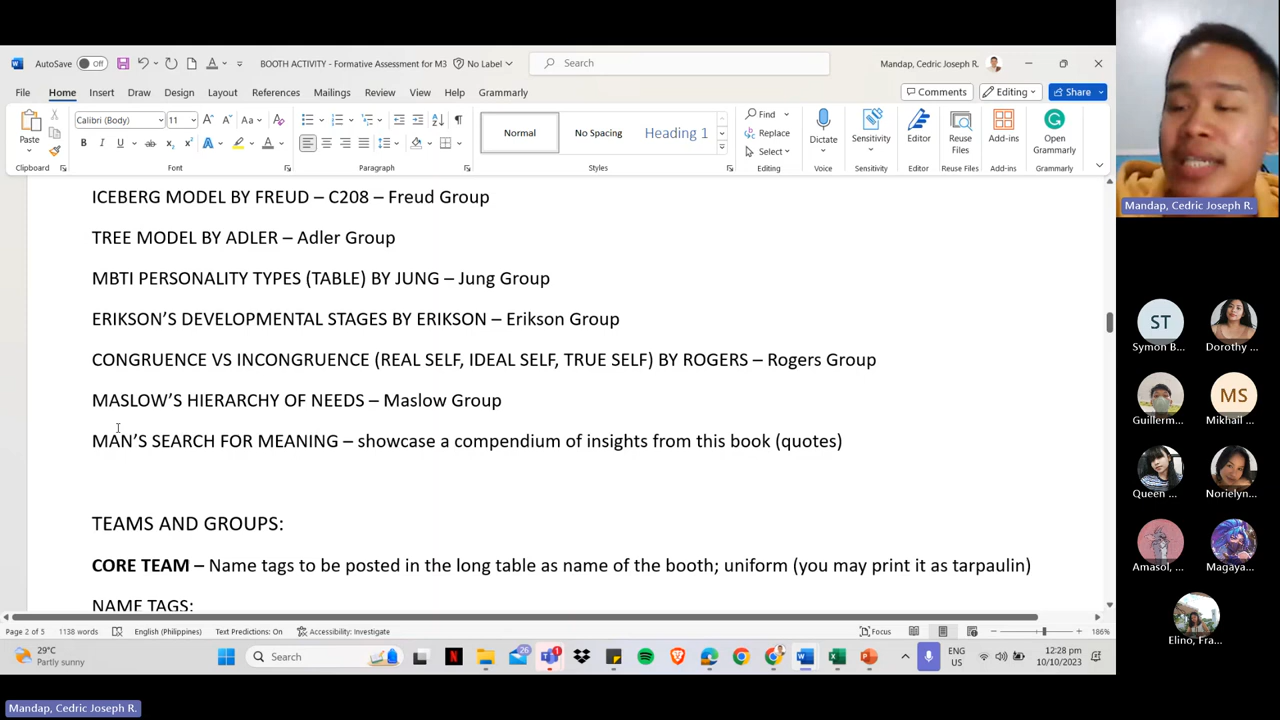 AutoSave Off BOOTH ACTIVITY - Formative Assessment for M3 No Label Search Mandap, Cedric Joseph R.
File Home Insert Draw Design Layout References Mailings Review View Help Grammarly Comments Editing Share
Paste Calibri (Body) 11 Normal No Spacing Heading 1 Find Replace Select Dictate Sensitivity Editor Reuse Files Add-ins Open Grammarly
Clipboard Font Paragraph Styles Editing Voices Sensitivity Editor Reuse Files Add-ins Grammarly
ICEBERG MODEL BY FREUD – C208 – Freud Group
TREE MODEL BY ADLER – Adler Group
MBTI PERSONALITY TYPES (TABLE) BY JUNG – Jung Group
ERIKSON’S DEVELOPMENTAL STAGES BY ERIKSON – Erikson Group
CONGRUENCE VS INCONGRUENCE (REAL SELF, IDEAL SELF, TRUE SELF) BY ROGERS – Rogers Group
MASLOW’S HIERARCHY OF NEEDS – Maslow Group
MAN’S SEARCH FOR MEANING – showcase a compendium of insights from this book (quotes)
TEAMS AND GROUPS:
CORE TEAM – Name tags to be posted in the long table as name of the booth; uniform (you may print it as tarpaulin)
NAME TAGS:
Page 2 of 5 1138 words English (Philippines) Text Predictions: On Accessibility: Investigate Focus 186%
29°C
Partly sunny
Search
26
1
ENG
US
12:28 pm
10/10/2023
Mandap, Cedric Joseph R.
ST
Symon B...
Dorothy ...
Guillerm...
MS
Mikhail ...
Queen ...
Norielyn...
Amasol, ...
Magaya...
Elino, Fra...
Mandap, Cedric Joseph R.